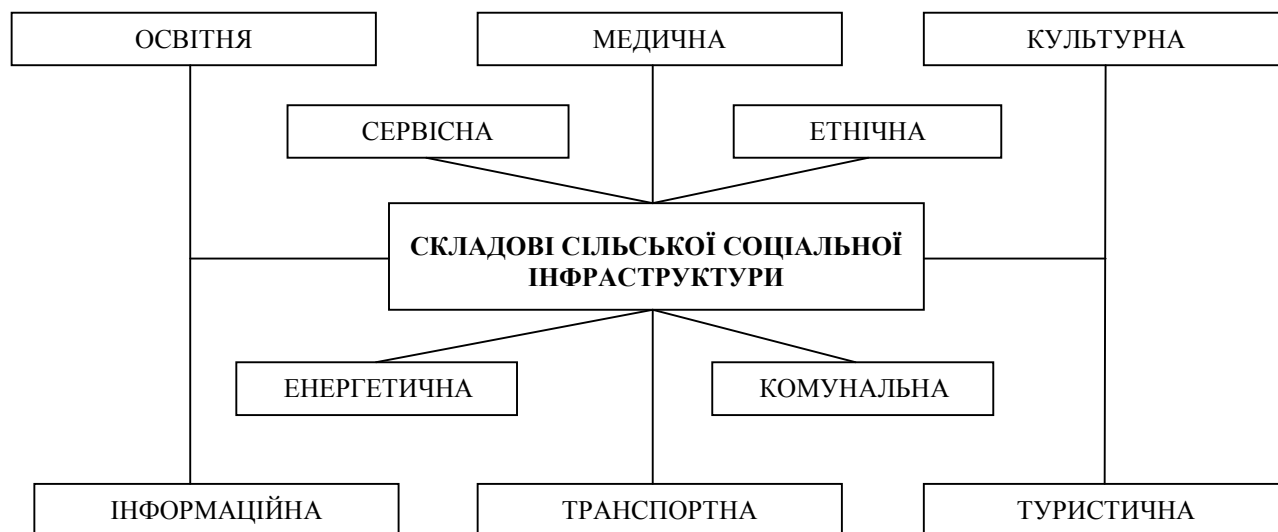 ОСВІТНЯ
МЕДИЧНА
КУЛЬТУРНА
СЕРВІСНА
ЕТНІЧНА
СКЛАДОВІ СІЛЬСЬКОЇ СОЦІАЛЬНОЇ
ІНФРАСТРУКТУРИ
ЕНЕРГЕТИЧНА
КОМУНАЛЬНА
ІНФОРМАЦІЙНА
ТРАНСПОРТНА
ТУРИСТИЧНА